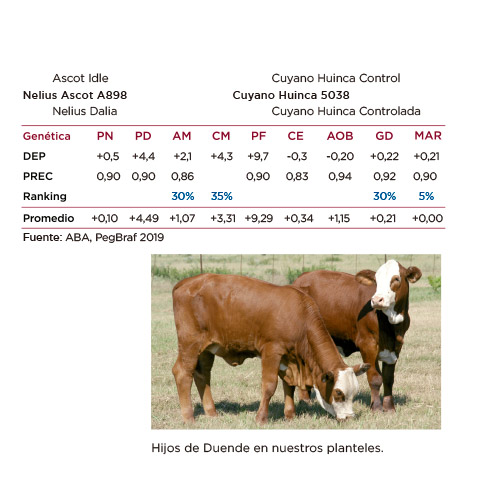 Ascot Idle Cuyano Huinca Control
Nelius Ascot A898 Cuyano Huinca 5038
Nelius Dalia Cuyano Huinca Controlada
Genética PN PD AM CM PF CE AOB GD MAR
DEP +0,5 +4,4 +2,1 +4,3 +9,7 -0,3 -0,20 +0,22 +0,21
PREC 0,90 0,90 0,86 0,90 0,83 0,94 0,92 0,90
Ranking 30% 35% 30% 5%
Promedio +0,10 +4,49 +1,07 +3,31 +9,29 +0,34 +1,15 +0,21 +0,00
Fuente: ABA, PegBraf 2019
Hijos de Duende en nuestros planteles.